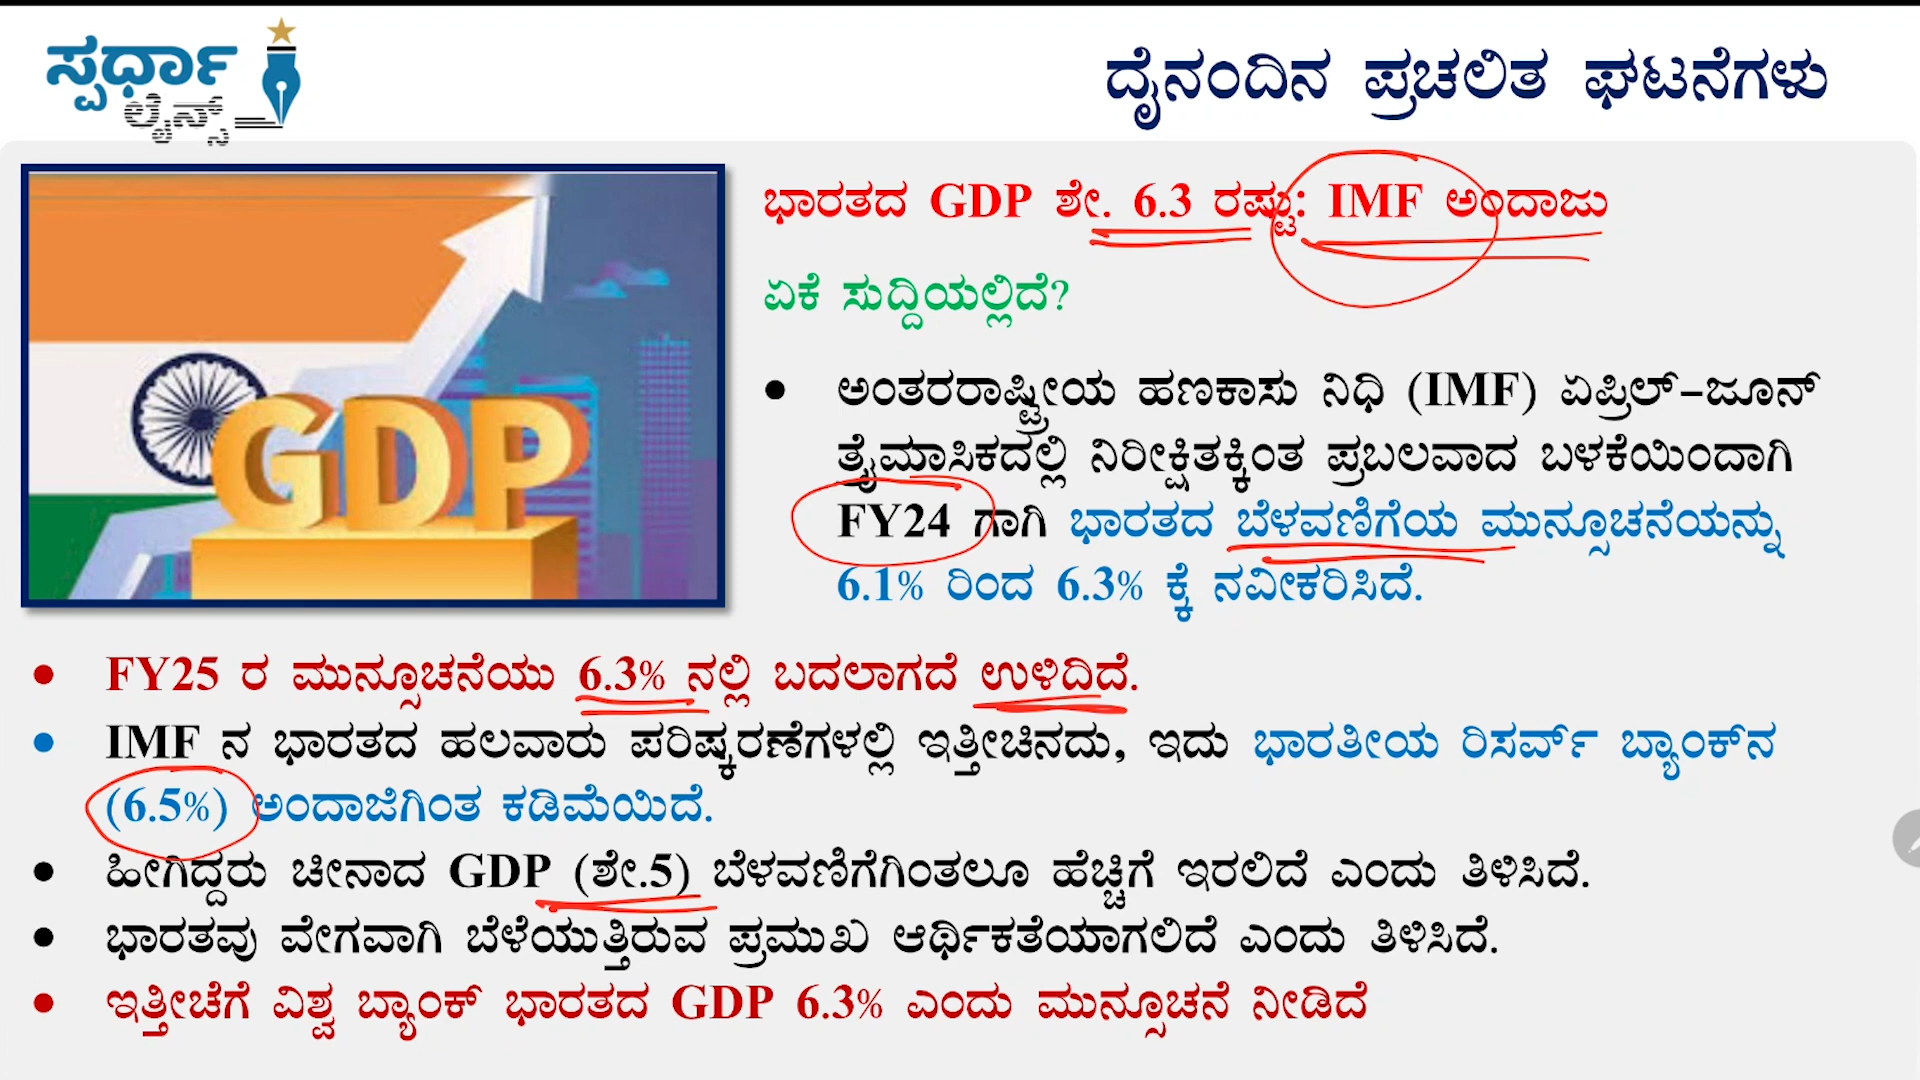 ಸ್ಪರ್ಧಾ
ಲೈನ್ಸ್
ದೈನಂದಿನ ಪ್ರಚಲಿತ ಘಟನೆಗಳು
GDP
ಭಾರತದ GDP ಶೇ. 6.3 ರಷ್ಟು: IMF ಅಂದಾಜು
ಏಕೆ ಸುದ್ದಿಯಲ್ಲಿದೆ?
• ಅಂತರರಾಷ್ಟ್ರೀಯ ಹಣಕಾಸು ನಿಧಿ (IMF) ಏಪ್ರಿಲ್-ಜೂನ್
ತ್ರೈಮಾಸಿಕದಲ್ಲಿ ನಿರೀಕ್ಷಿತಕ್ಕಿಂತ ಪ್ರಬಲವಾದ ಬಳಕೆಯಿಂದಾಗಿ
FY24 ಗಾಗಿ ಭಾರತದ ಬೆಳವಣಿಗೆಯ ಮುನ್ಸೂಚನೆಯನ್ನು
6.1% ರಿಂದ 6.3% ಕ್ಕೆ ನವೀಕರಿಸಿದೆ.
• FY25 ರ ಮುನ್ಸೂಚನೆಯು 6.3% ನಲ್ಲಿ ಬದಲಾಗದೆ ಉಳಿದಿದೆ.
• IMF ನ ಭಾರತದ ಹಲವಾರು ಪರಿಷ್ಕರಣೆಗಳಲ್ಲಿ ಇತ್ತೀಚಿನದು, ಇದು ಭಾರತೀಯ ರಿಸರ್ವ್ ಬ್ಯಾಂಕ್‌ನ
(6.5%) ಅಂದಾಜಿಗಿಂತ ಕಡಿಮೆಯಿದೆ.
• ಹೀಗಿದ್ದರು ಚೀನಾದ GDP (ಶೇ.5) ಬೆಳವಣಿಗೆಗಿಂತಲೂ ಹೆಚ್ಚಿಗೆ ಇರಲಿದೆ ಎಂದು ತಿಳಿಸಿದೆ.
• ಭಾರತವು ವೇಗವಾಗಿ ಬೆಳೆಯುತ್ತಿರುವ ಪ್ರಮುಖ ಆರ್ಥಿಕತೆಯಾಗಲಿದೆ ಎಂದು ತಿಳಿಸಿದೆ.
• ಇತ್ತೀಚೆಗೆ ವಿಶ್ವ ಬ್ಯಾಂಕ್ ಭಾರತದ GDP 6.3% ಎಂದು ಮುನ್ಸೂಚನೆ ನೀಡಿದೆ